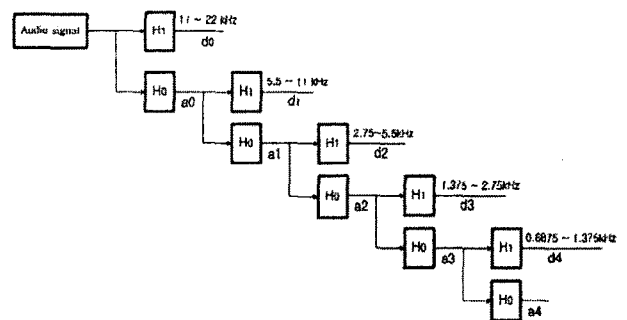 Audio signal
H1
11 ~ 22 kHz
d0
H0
a0
H1
5.5 ~ 11 kHz
d1
H0
a1
H1
2.75~5.5kHz
d2
H0
a2
H1
1.375 ~ 2.75kHz
d3
H0
a3
H1
0.6875 ~ 1.375kHz
d4
H0
a4